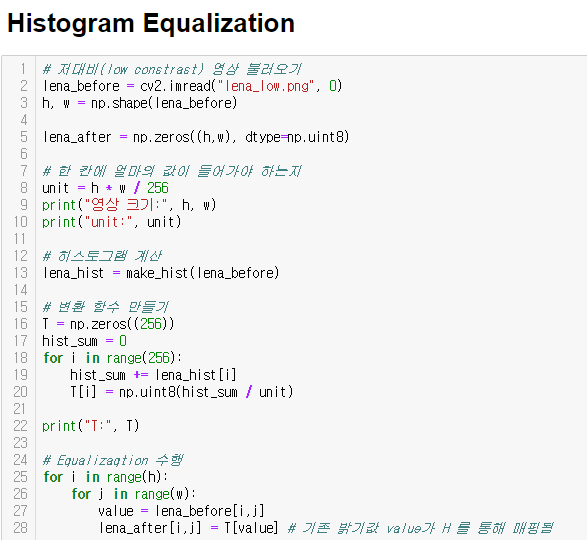 Histogram Equalization
1 # 저대비(low constrast) 영상 불러오기
2 lena_before = cv2.imread("lena_low.png", 0)
3 h, w = np.shape(lena_before)
4
5 lena_after = np.zeros((h,w), dtype=np.uint8)
6
7 # 한 칸에 얼마의 값이 들어가야 하는지
8 unit = h * w / 256
9 print("영상 크기:", h, w)
10 print("unit:", unit)
11
12 # 히스토그램 계산
13 lena_hist = make_hist(lena_before)
14
15 # 변환 함수 만들기
16 T = np.zeros((256))
17 hist_sum = 0
18 for i in range(256):
19     hist_sum += lena_hist[i]
20     T[i] = np.uint8(hist_sum / unit)
21
22 print("T:", T)
23
24 # Equalizaqtion 수행
25 for i in range(h):
26     for j in range(w):
27         value = lena_before[i,j]
28         lena_after[i,j] = T[value] # 기존 밝기값 value가 H 를 통해 매핑됨